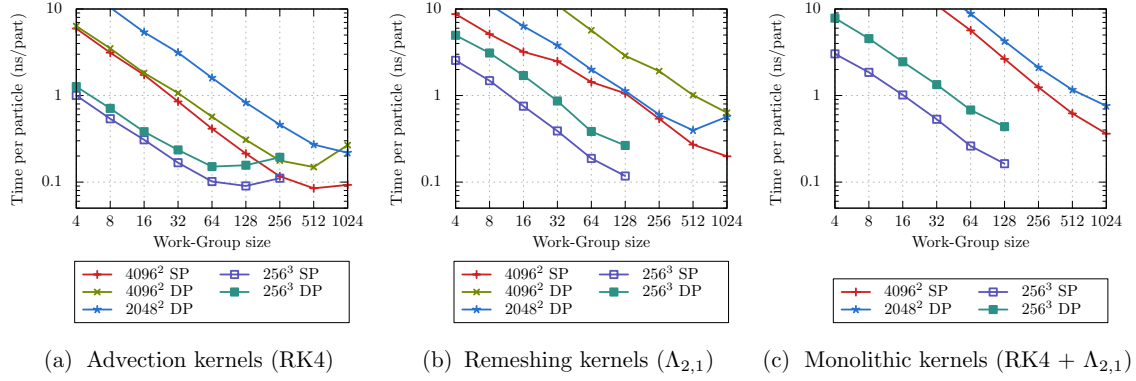 Time per particle (ns/part)
10
1
0.1
4 8 16 32 64 128 256 512 1024
Work-Group size
4096² SP
4096² DP
2048² DP
256³ SP
256³ DP
(a) Advection kernels (RK4)
Time per particle (ns/part)
10
1
0.1
4 8 16 32 64 128 256 512 1024
Work-Group size
4096² SP
4096² DP
2048² DP
256³ SP
256³ DP
(b) Remeshing kernels (Λ₂,₁)
Time per particle (ns/part)
10
1
0.1
4 8 16 32 64 128 256 512 1024
Work-Group size
4096² SP
2048² DP
256³ SP
256³ DP
(c) Monolithic kernels (RK4 + Λ₂,₁)